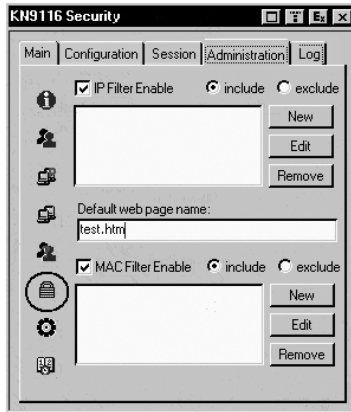 KN9116 Security
Main Configuration Session Administration Log
IP Filter Enable include exclude
New
Edit
Remove
Default web page name:
test.htm
MAC Filter Enable include exclude
New
Edit
Remove